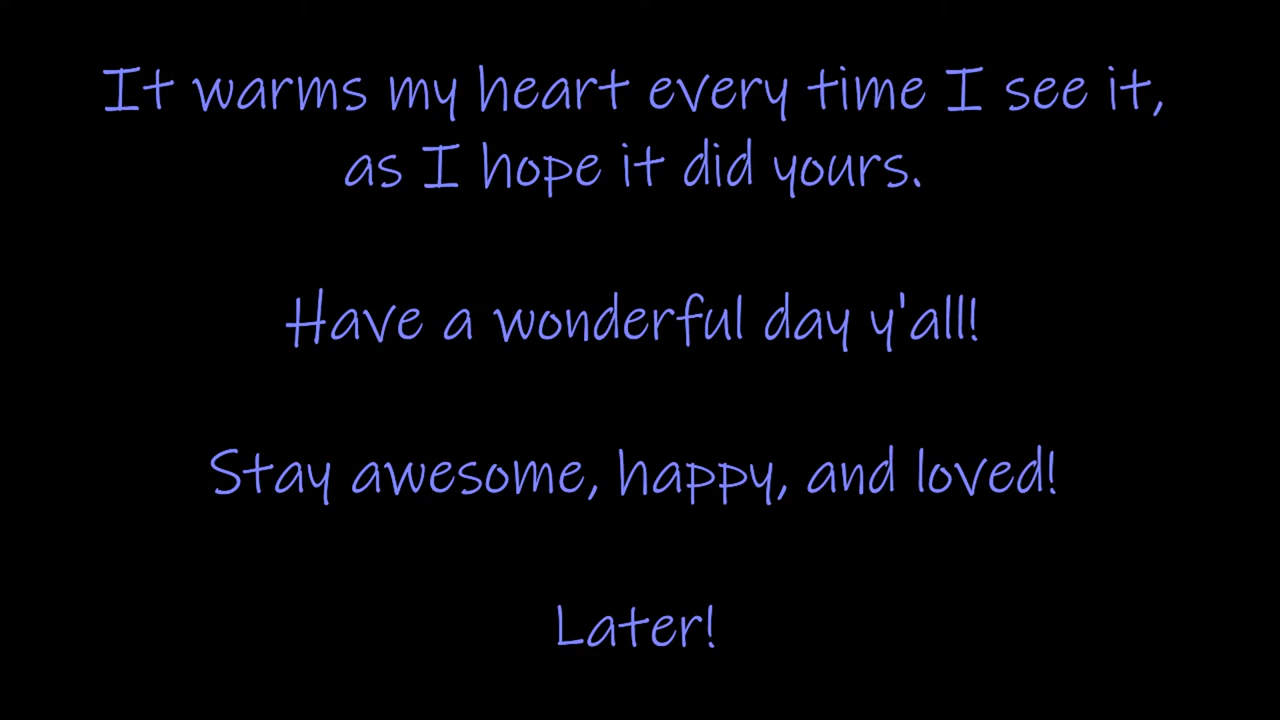 It warms my heart every time I see it,
as I hope it did yours.
Have a wonderful day y'all!
Stay awesome, happy, and loved!
Later!